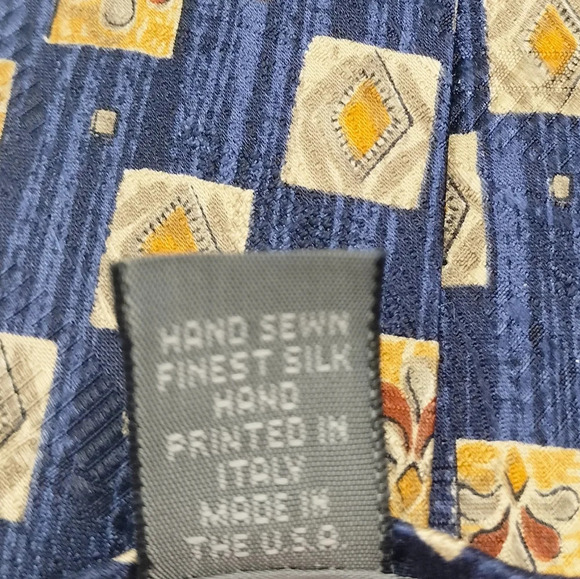 HAND SEWN
FINEST SILK
HAND
PRINTED IN
ITALY
MADE IN
THE U.S.A.